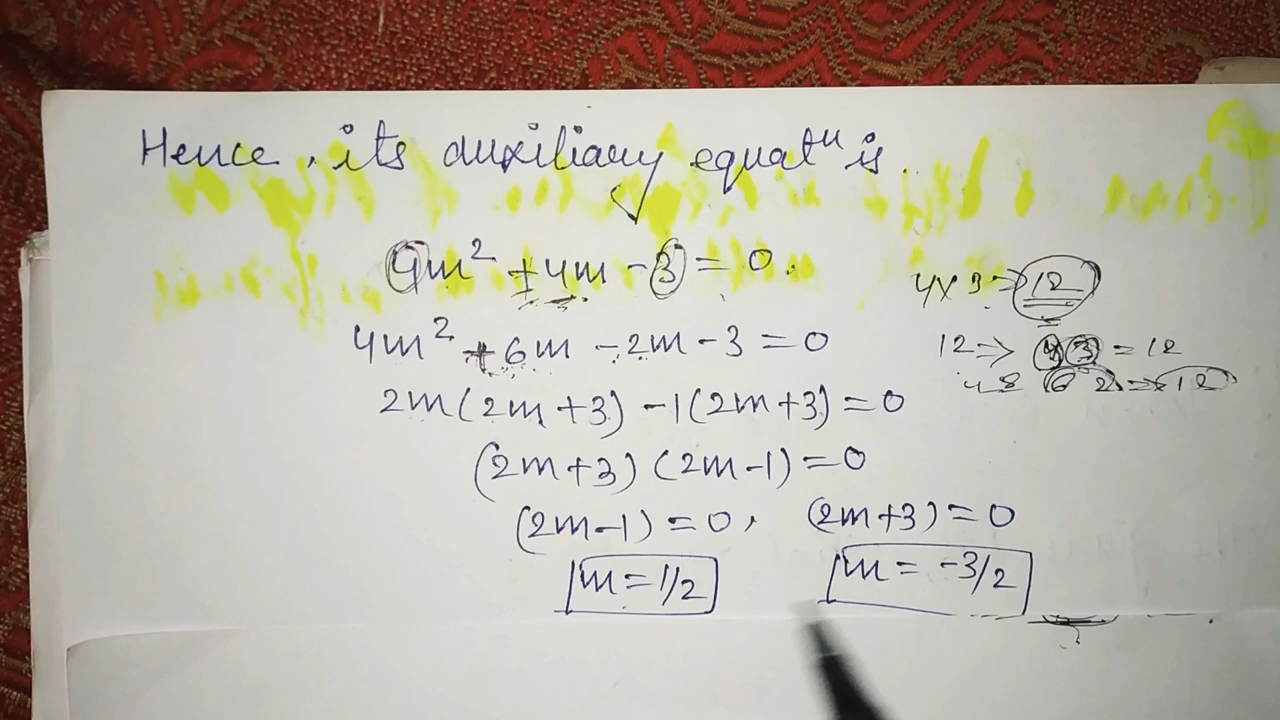 Hence, its auxiliary equatⁿ is.
4m² + 4m - 3 = 0.
4m² + 6m - 2m - 3 = 0
2m(2m+3) -1(2m+3) = 0
(2m+3) (2m-1) = 0
(2m-1) = 0, (2m+3) = 0
m = 1/2 m = -3/2
4x3 => 12
12 => 4 3 = 12
6 2 => 12